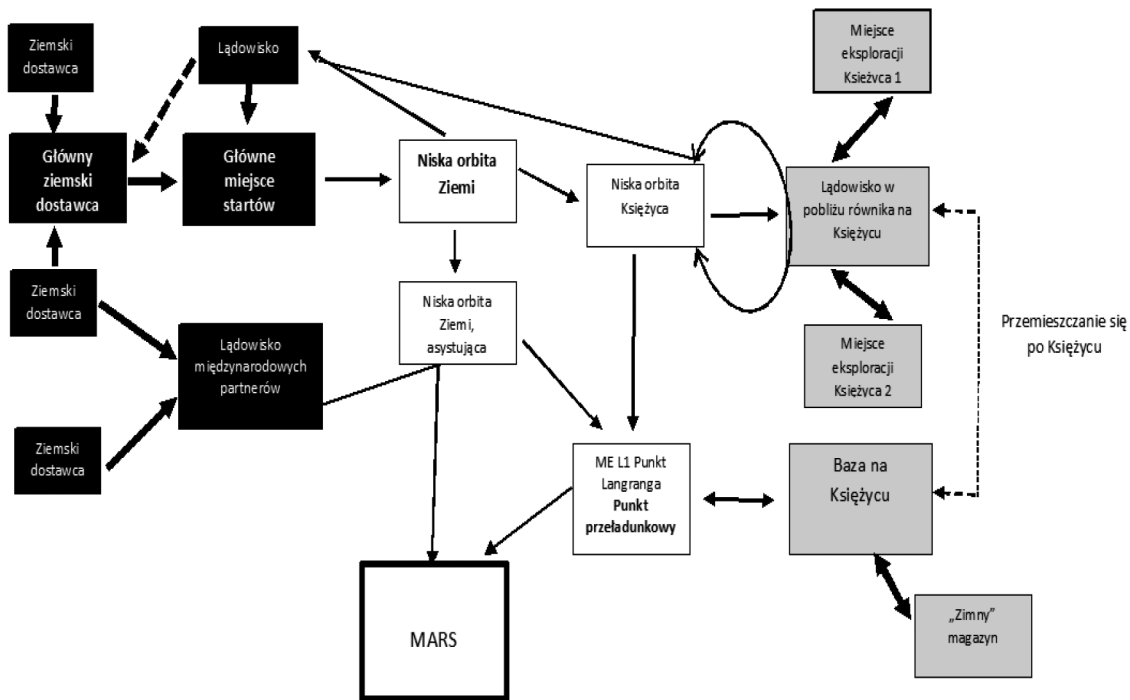 Ziemski
dostawca
Lądowisko
Miejsce
eksploracji
Księżyca 1
Główny
ziemski
dostawca
Główne
miejsce
startów
Niska orbita
Ziemi
Niska orbita
Księżyca
Lądowisko w
pobliżu równika na
Księżycu
Ziemski
dostawca
Niska orbita
Ziemi,
asystująca
Lądowisko
międzynarodowych
partnerów
Miejsce
eksploracji
Księżyca 2
Przemieszczanie się
po Księżycu
Ziemski
dostawca
ME L1 Punkt
Langranga
Punkt
przeładunkowy
Baza na
Księżycu
MARS
„Zimny”
magazyn